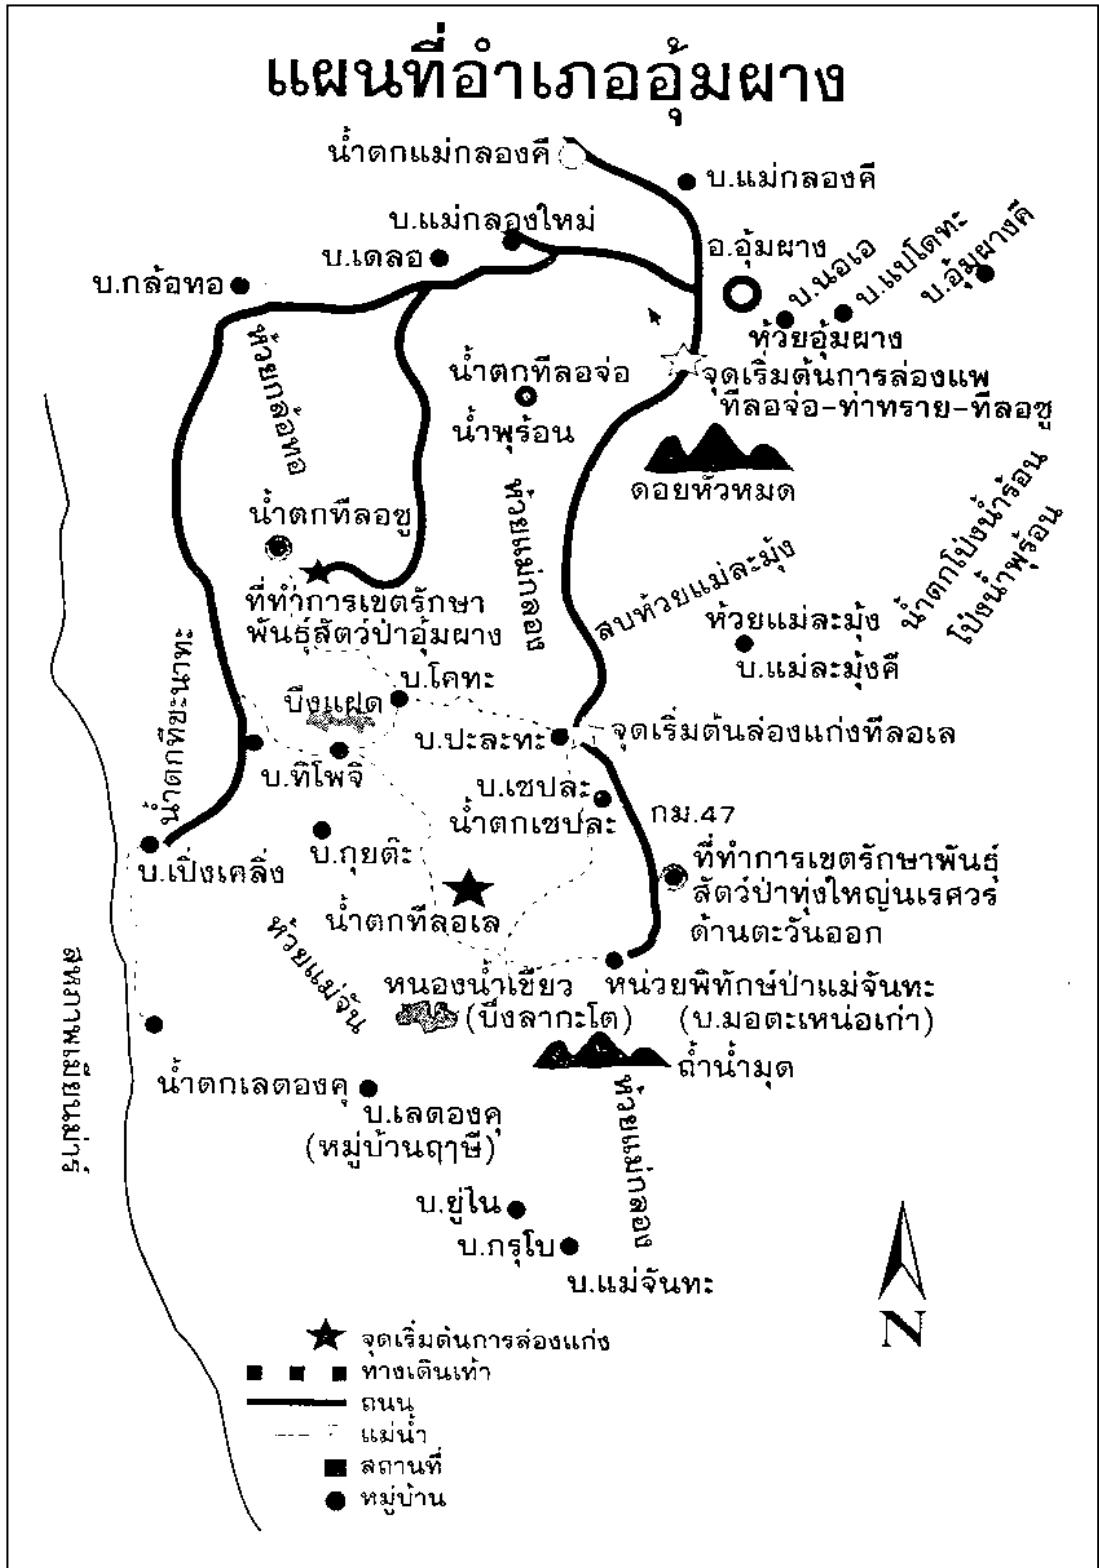 แผนที่อำเภออุ้มผาง
น้ำตกแม่กลองคี
บ.แม่กลองคี
บ.แม่กลองใหม่
อ.อุ้มผาง
บ.นอเอ
บ.แปโดทะ
บ.อุ้มผางคี
บ.เดลอ
บ.กล้อทอ
ห้วยอุ้มผาง
ห้วยกล้อทอ
น้ำตกทีลอจ่อ
จุดเริ่มต้นการล่องแพ
ทีลอจ่อ-ท่าทราย-ทีลอซู
น้ำพุร้อน
ดอยหัวหมด
ห้วยแม่กลอง
น้ำตกทีลอซู
น้ำตกโป่งน้ำร้อน
โป่งน้ำพุร้อน
สบห้วยแม่ละมุ้ง
ที่ทำการเขตรักษา
พันธุ์สัตว์ป่าอุ้มผาง
ห้วยแม่ละมุ้ง
บ.แม่ละมุ้งคี
น้ำตกทีขะนาทะ
บ.โคทะ
บึงแฝด
บ.ปะละทะ
จุดเริ่มต้นล่องแก่งทีลอเล
บ.ทิโพจิ
บ.เซปละ
น้ำตกเซปละ
กม.47
บ.กุยต๊ะ
บ.เปิ่งเคลิ่ง
ที่ทำการเขตรักษาพันธุ์
สัตว์ป่าทุ่งใหญ่นเรศวร
ด้านตะวันออก
น้ำตกทีลอเล
ห้วยแม่จัน
หนองน้ำเขียว
(บึงลากะโต)
หน่วยพิทักษ์ป่าแม่จันทะ
(บ.มอตะเหน่อเก่า)
สหภาพเมียนม่าร์
ถ้ำน้ำมุด
น้ำตกเลตองคุ
บ.เลตองคุ
(หมู่บ้านฤาษี)
ห้วยแม่กลอง
บ.ยู่ไน
บ.กรุโบ
บ.แม่จันทะ
N
จุดเริ่มต้นการล่องแก่ง
ทางเดินเท้า
ถนน
แม่น้ำ
สถานที่
หมู่บ้าน